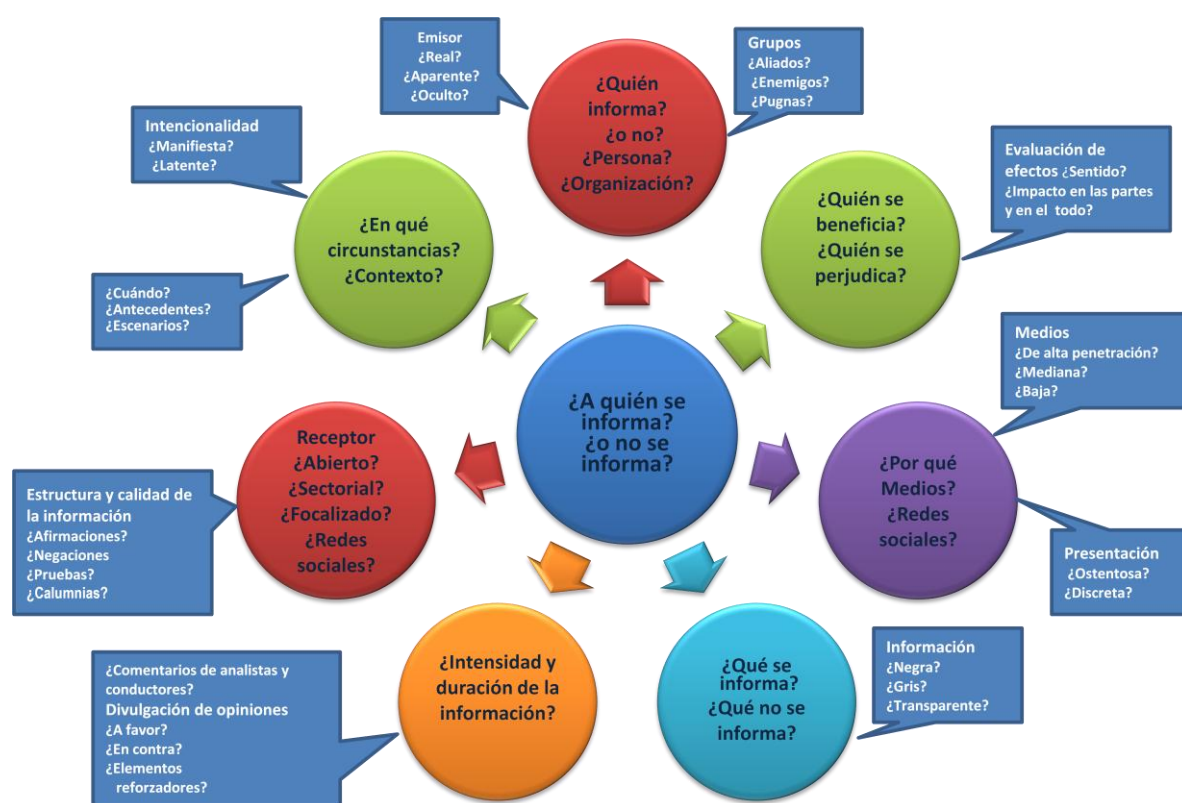 Emisor
¿Real?
¿Aparente?
¿Oculto?
¿Quién
informa?
¿o no?
¿Persona?
¿Organización?
Grupos
¿Aliados?
¿Enemigos?
¿Pugnas?
Intencionalidad
¿Manifiesta?
¿Latente?
¿En qué
circunstancias?
¿Contexto?
¿Cuándo?
¿Antecedentes?
¿Escenarios?
¿Quién se
beneficia?
¿Quién se
perjudica?
Evaluación de
efectos ¿Sentido?
¿Impacto en las partes
y en el todo?
¿A quién se
informa?
¿o no se
informa?
Medios
¿De alta penetración?
¿Mediana?
¿Baja?
¿Por qué
Medios?
¿Redes
sociales?
Presentación
¿Ostentosa?
¿Discreta?
Receptor
¿Abierto?
¿Sectorial?
¿Focalizado?
¿Redes
sociales?
Estructura y calidad de
la información
¿Afirmaciones?
¿Negaciones
¿Pruebas?
¿Calumnias?
¿Intensidad y
duración de la
información?
¿Comentarios de analistas y
conductores?
Divulgación de opiniones
¿A favor?
¿En contra?
¿Elementos
reforzadores?
¿Qué se
informa?
¿Qué no se
informa?
Información
¿Negra?
¿Gris?
¿Transparente?